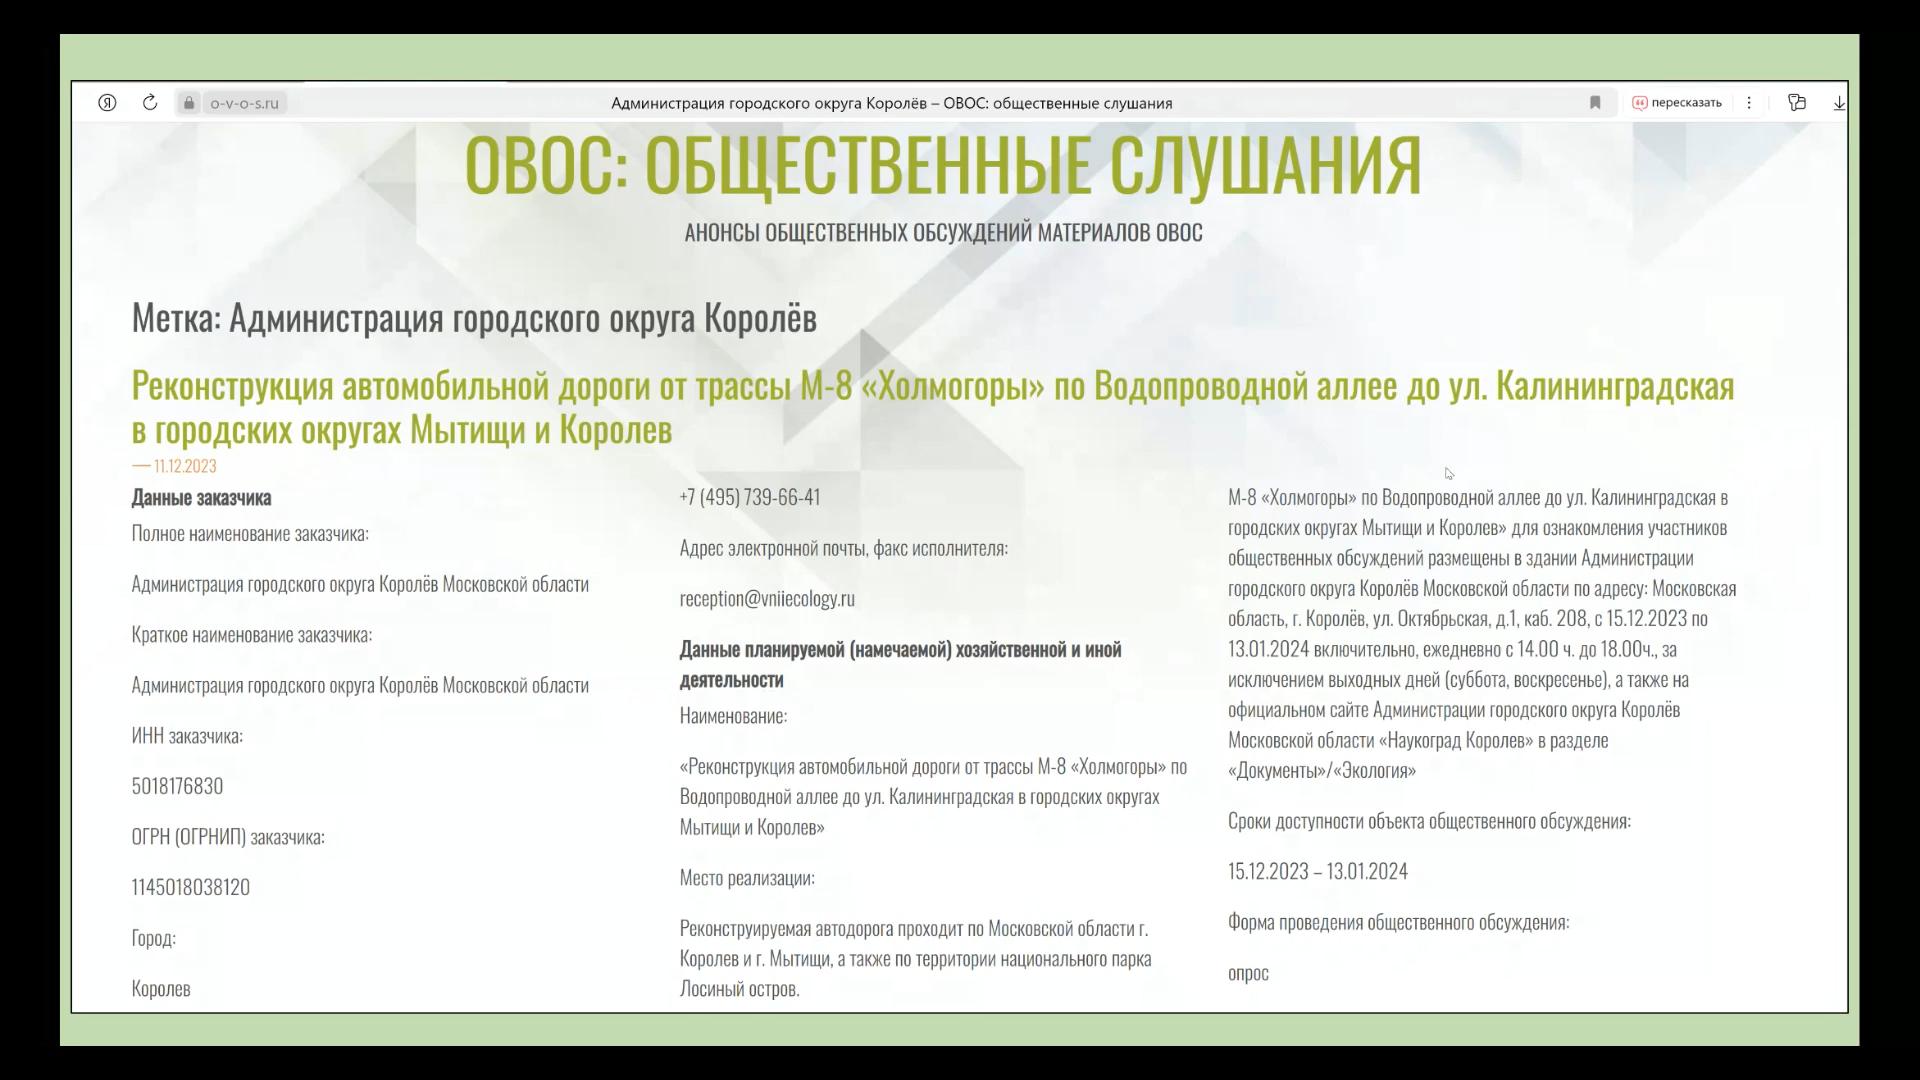 o-v-o-s.ru
Администрация городского округа Королёв – ОВОС: общественные слушания
пересказать
ОВОС: ОБЩЕСТВЕННЫЕ СЛУШАНИЯ
АНОНСЫ ОБЩЕСТВЕННЫХ ОБСУЖДЕНИЙ МАТЕРИАЛОВ ОВОС
Метка: Администрация городского округа Королёв
Реконструкция автомобильной дороги от трассы М-8 «Холмогоры» по Водопроводной аллее до ул. Калининградская
в городских округах Мытищи и Королев
— 11.12.2023
Данные заказчика
Полное наименование заказчика:
Администрация городского округа Королёв Московской области
Краткое наименование заказчика:
Администрация городского округа Королёв Московской области
ИНН заказчика:
5018176830
ОГРН (ОГРНИП) заказчика:
1145018038120
Город:
Королев
+7 (495) 739-66-41
Адрес электронной почты, факс исполнителя:
reception@vniiecology.ru
Данные планируемой (намечаемой) хозяйственной и иной
деятельности
Наименование:
«Реконструкция автомобильной дороги от трассы М-8 «Холмогоры» по
Водопроводной аллее до ул. Калининградская в городских округах
Мытищи и Королев»
Место реализации:
Реконструируемая автодорога проходит по Московской области г.
Королев и г. Мытищи, а также по территории национального парка
Лосиный остров.
М-8 «Холмогоры» по Водопроводной аллее до ул. Калининградская в
городских округах Мытищи и Королев» для ознакомления участников
общественных обсуждений размещены в здании Администрации
городского округа Королёв Московской области по адресу: Московская
область, г. Королёв, ул. Октябрьская, д.1, каб. 208, с 15.12.2023 по
13.01.2024 включительно, ежедневно с 14.00 ч. до 18.00ч., за
исключением выходных дней (суббота, воскресенье), а также на
официальном сайте Администрации городского округа Королёв
Московской области «Наукоград Королев» в разделе
«Документы»/«Экология»
Сроки доступности объекта общественного обсуждения:
15.12.2023 – 13.01.2024
Форма проведения общественного обсуждения:
опрос